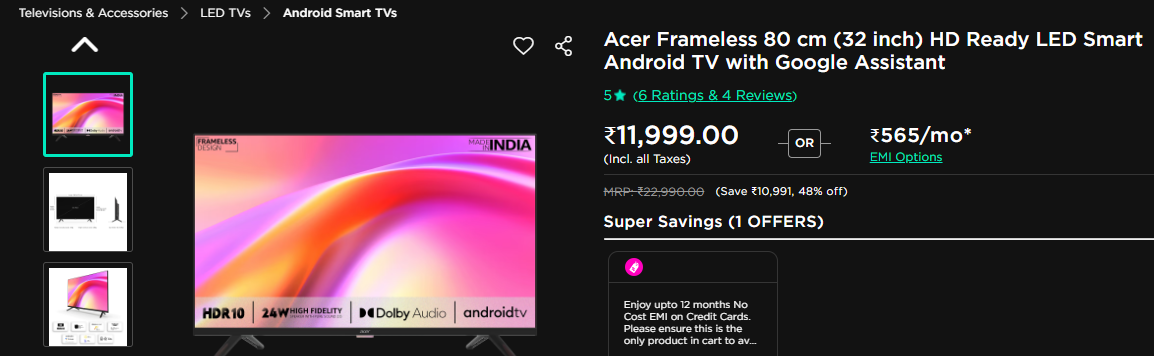 Televisions & Accessories > LED TVs > Android Smart TVs
Acer Frameless 80 cm (32 inch) HD Ready LED Smart
Android TV with Google Assistant
5★ (6 Ratings & 4 Reviews)
₹11,999.00
(Incl. all Taxes)
OR
₹565/mo*
EMI Options
MRP: ₹22,990.00 (Save ₹10,991, 48% off)
Super Savings (1 OFFERS)
Enjoy upto 12 months No
Cost EMI on Credit Cards.
Please ensure this is the
only product in cart to av...
FRAMELESS
DESIGN
MADE IN INDIA
HDR10 | 24W HIGH FIDELITY | Dolby Audio | androidtv
acer